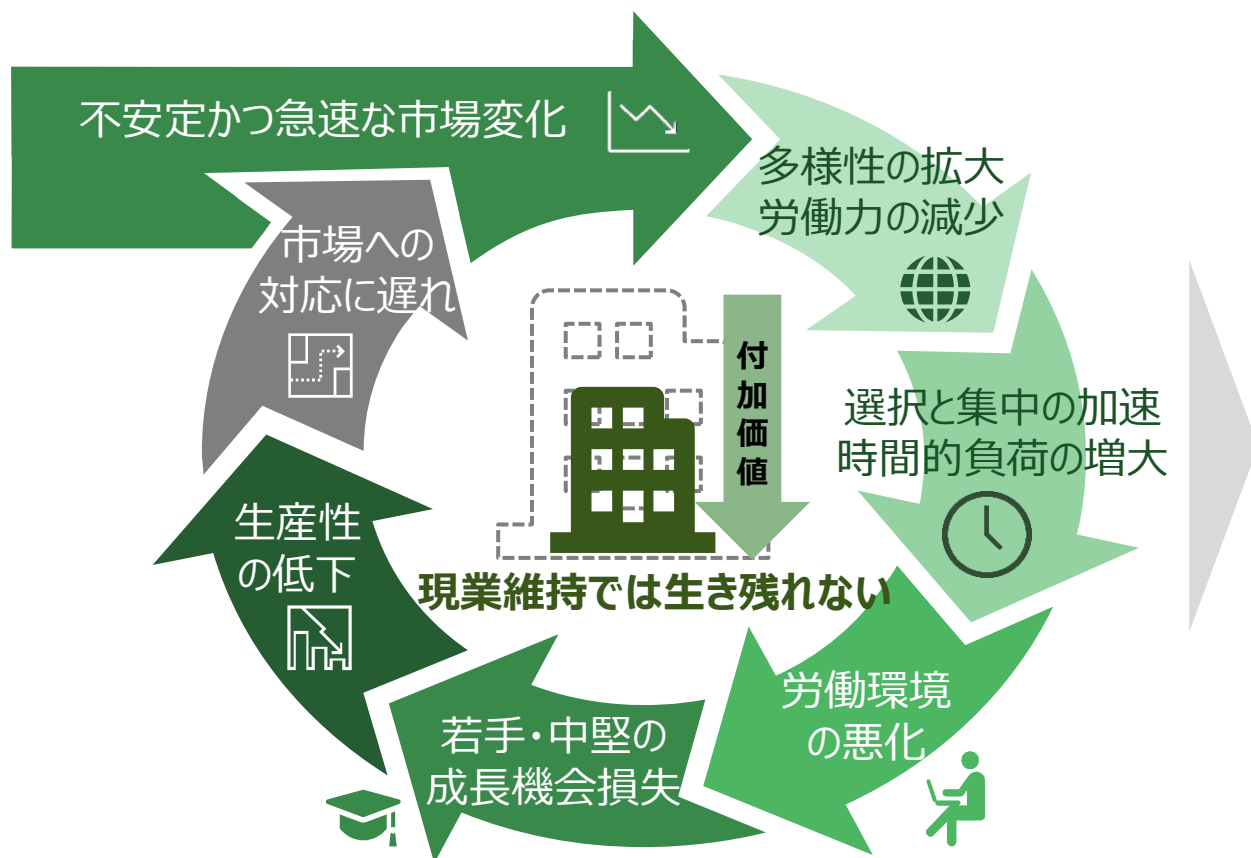 不安定かつ急速な市場変化
多様性の拡大
労働力の減少
選択と集中の加速
時間的負荷の増大
労働環境
の悪化
若手・中堅の
成長機会損失
生産性
の低下
市場への
対応に遅れ
付加価値
現業維持では生き残れない